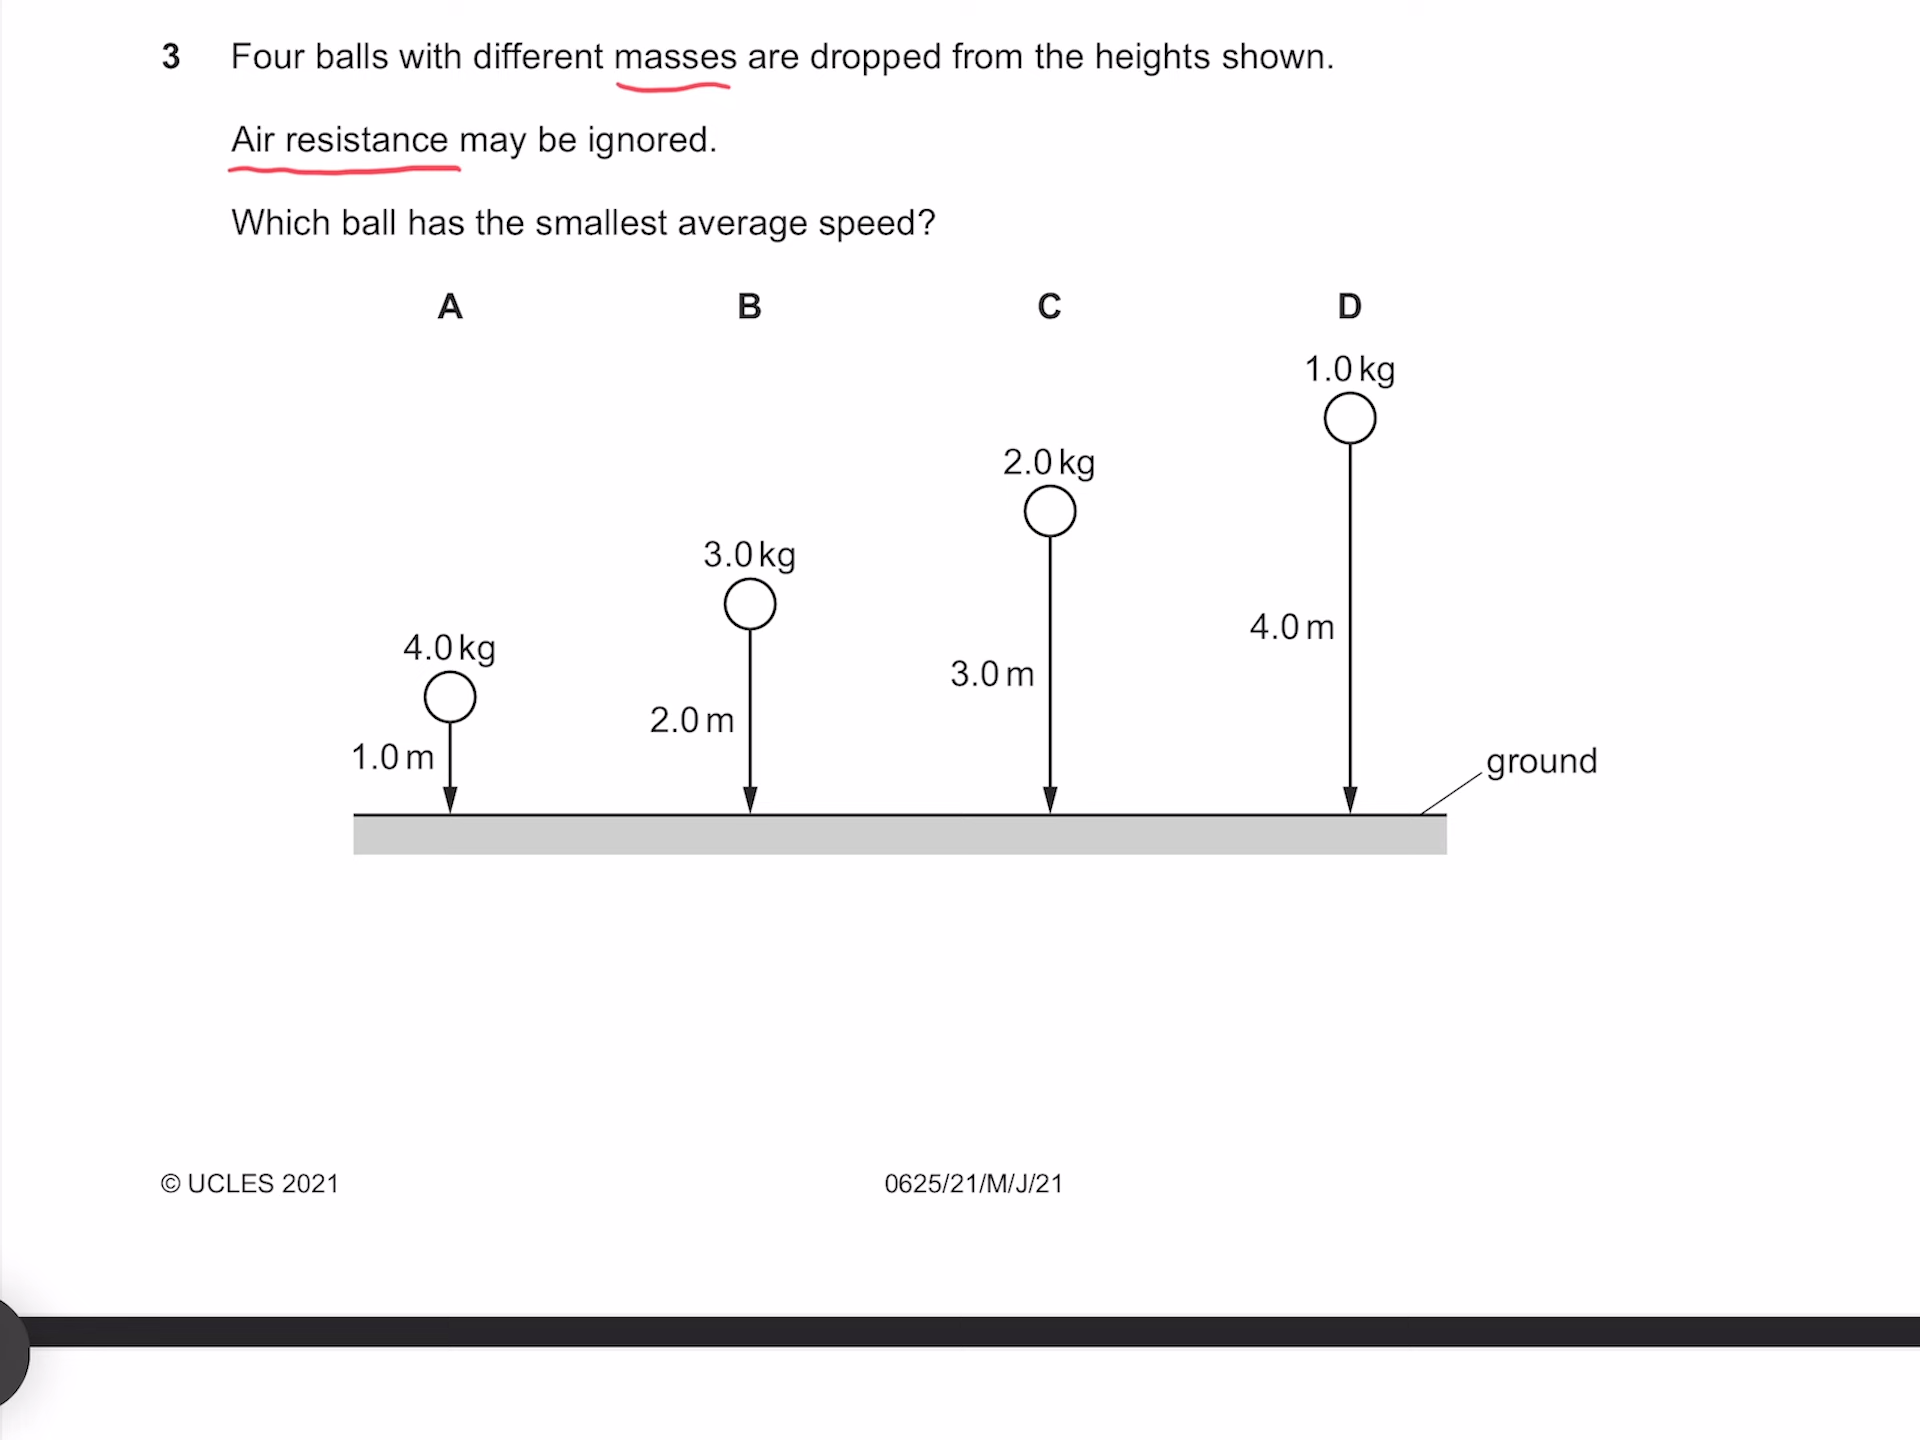 3 Four balls with different masses are dropped from the heights shown.
Air resistance may be ignored.
Which ball has the smallest average speed?
A B C D
1.0 kg
2.0 kg
3.0 kg
4.0 kg
4.0 m
3.0 m
2.0 m
1.0 m
ground
© UCLES 2021 0625/21/M/J/21